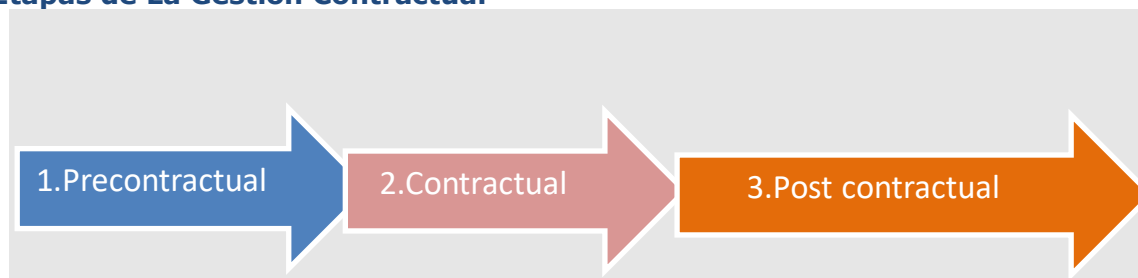 Etapas de La Gestión Contractual
1.Precontractual
2.Contractual
3.Post contractual